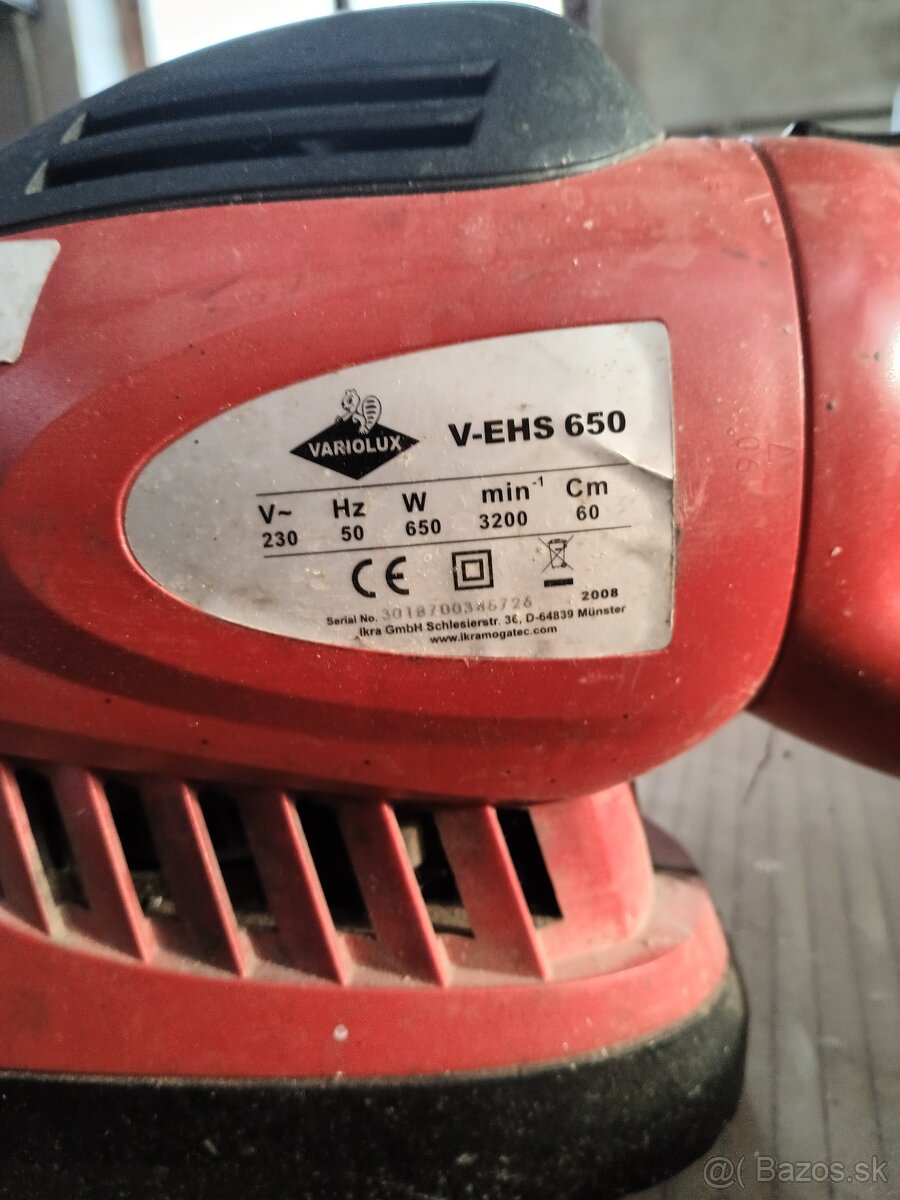 VARIOLUX
V-EHS 650
V~ Hz W min⁻¹ Cm
230 50 650 3200 60
CE
2008
Serial No.
Ikra GmbH Schlesierstr. 36, D-64839 Münster
www.ikramogatec.com
@( Bazos.sk